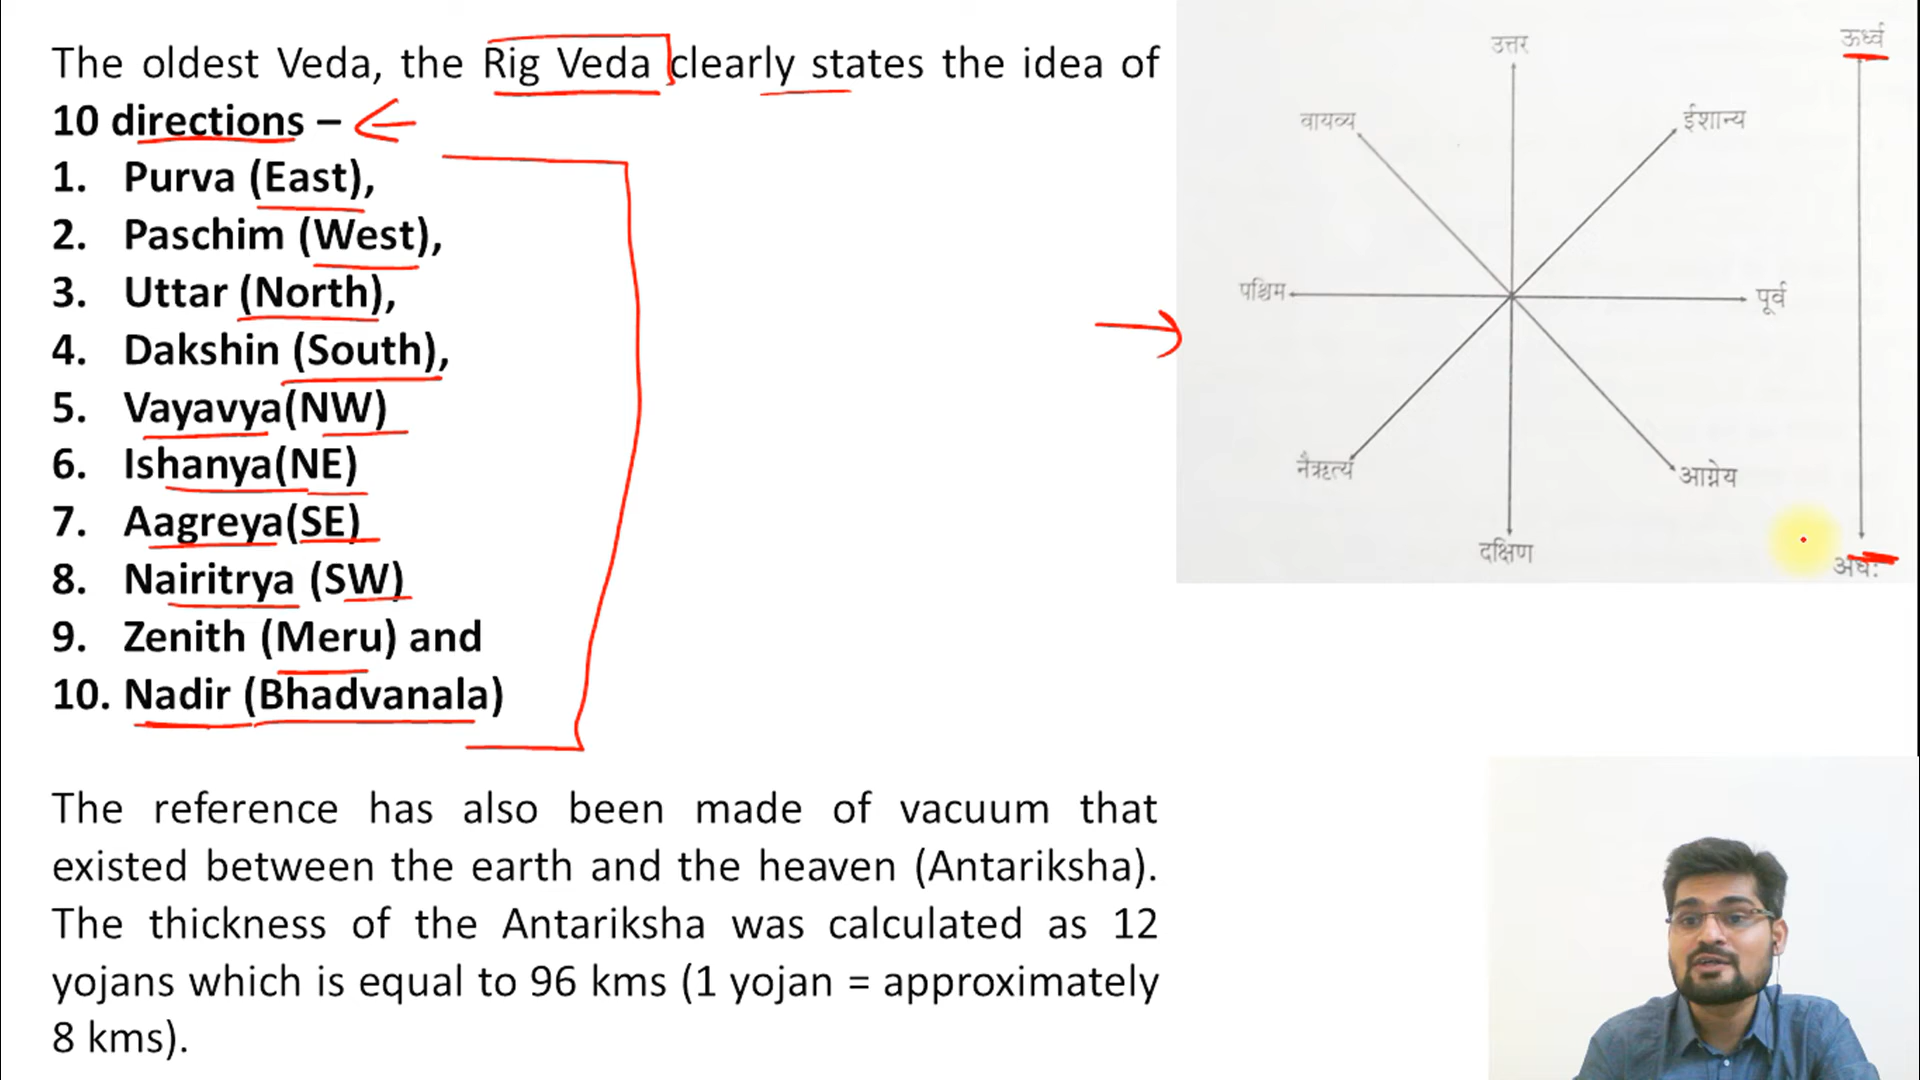 The oldest Veda, the Rig Veda clearly states the idea of
10 directions –
1. Purva (East),
2. Paschim (West),
3. Uttar (North),
4. Dakshin (South),
5. Vayavya(NW)
6. Ishanya(NE)
7. Aagreya(SE)
8. Nairitrya (SW)
9. Zenith (Meru) and
10. Nadir (Bhadvanala)
The reference has also been made of vacuum that
existed between the earth and the heaven (Antariksha).
The thickness of the Antariksha was calculated as 12
yojans which is equal to 96 kms (1 yojan = approximately
8 kms).
उत्तर
ऊर्ध्व
वायव्य
ईशान्य
पश्चिम
पूर्व
नैऋत्य
आग्नेय
दक्षिण
अधः